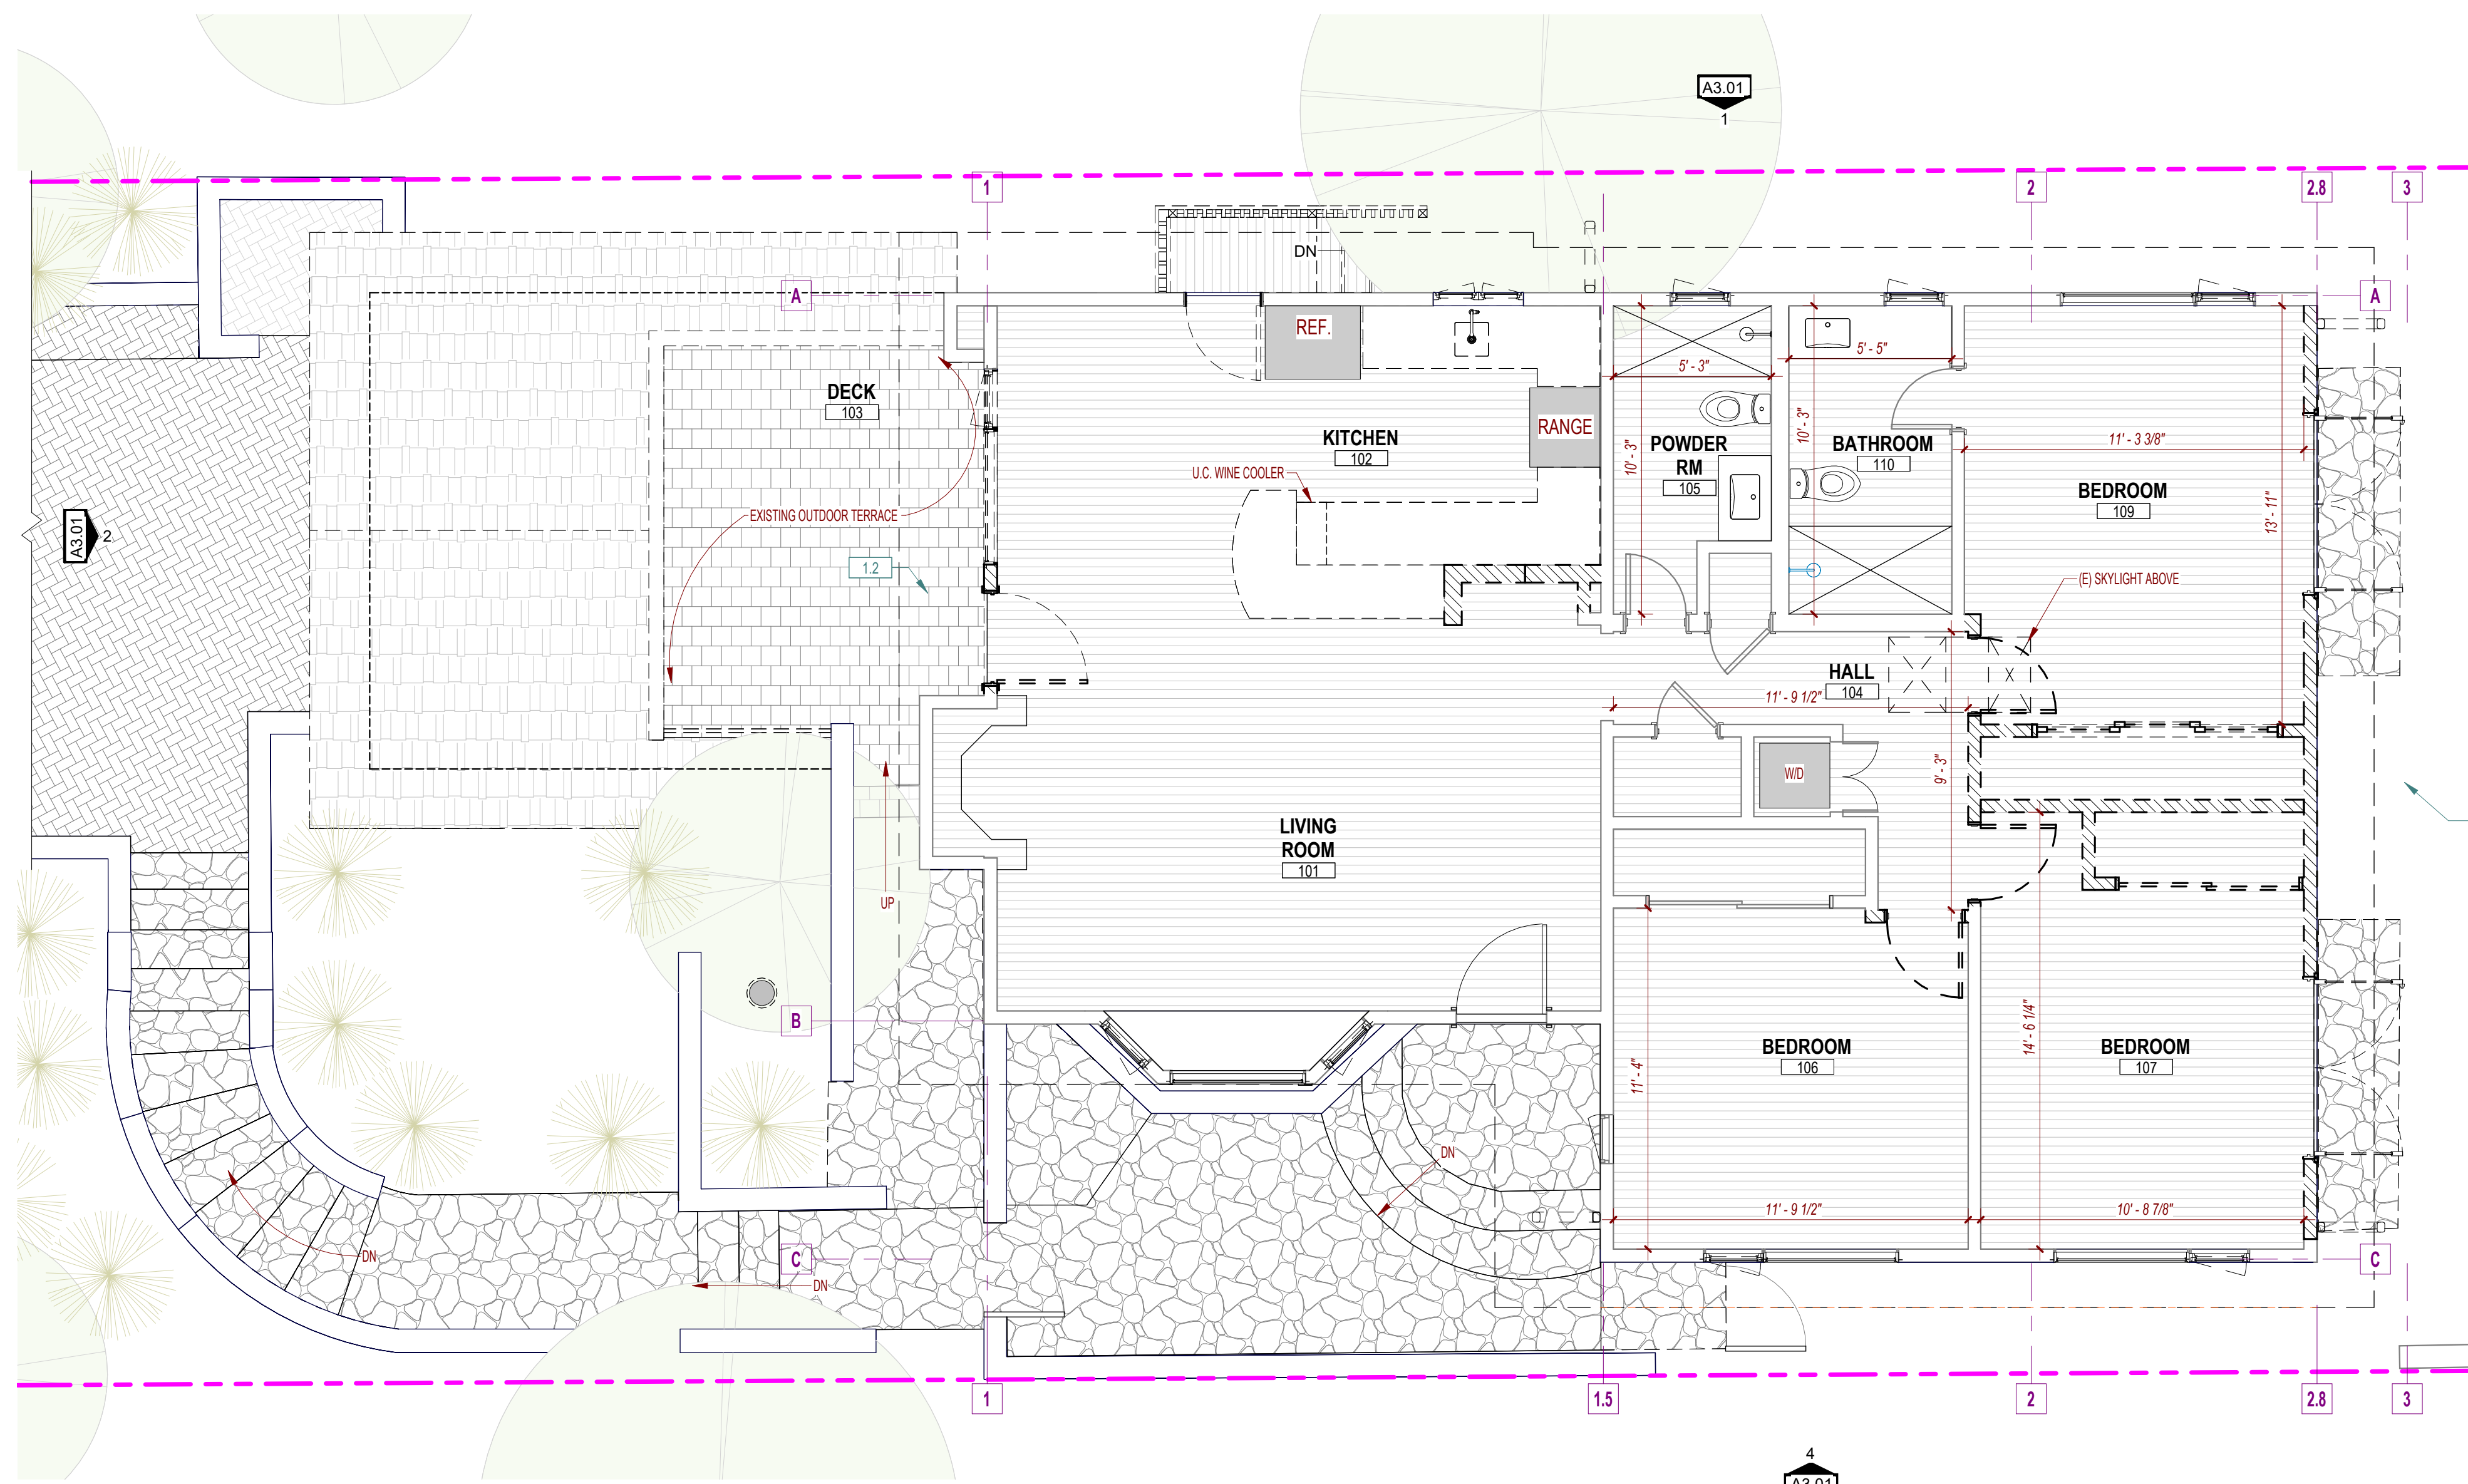 A3.01
1
1
2
2.8
3
DN
A
A
REF.
DECK
103
5' - 3"
5' - 5"
RANGE
KITCHEN
102
10' - 3"
POWDER
RM
105
10' - 3"
BATHROOM
110
11' - 3 3/8"
U.C. WINE COOLER
BEDROOM
109
13' - 11"
EXISTING OUTDOOR TERRACE
A3.01
2
1.2
(E) SKYLIGHT ABOVE
HALL
104
11' - 9 1/2"
W/D
9' - 3"
LIVING
ROOM
101
UP
B
14' - 6 1/4"
BEDROOM
106
BEDROOM
107
11' - 4"
DN
11' - 9 1/2"
10' - 8 7/8"
DN
C
C
DN
1
1.5
2
2.8
3
4
A3.01